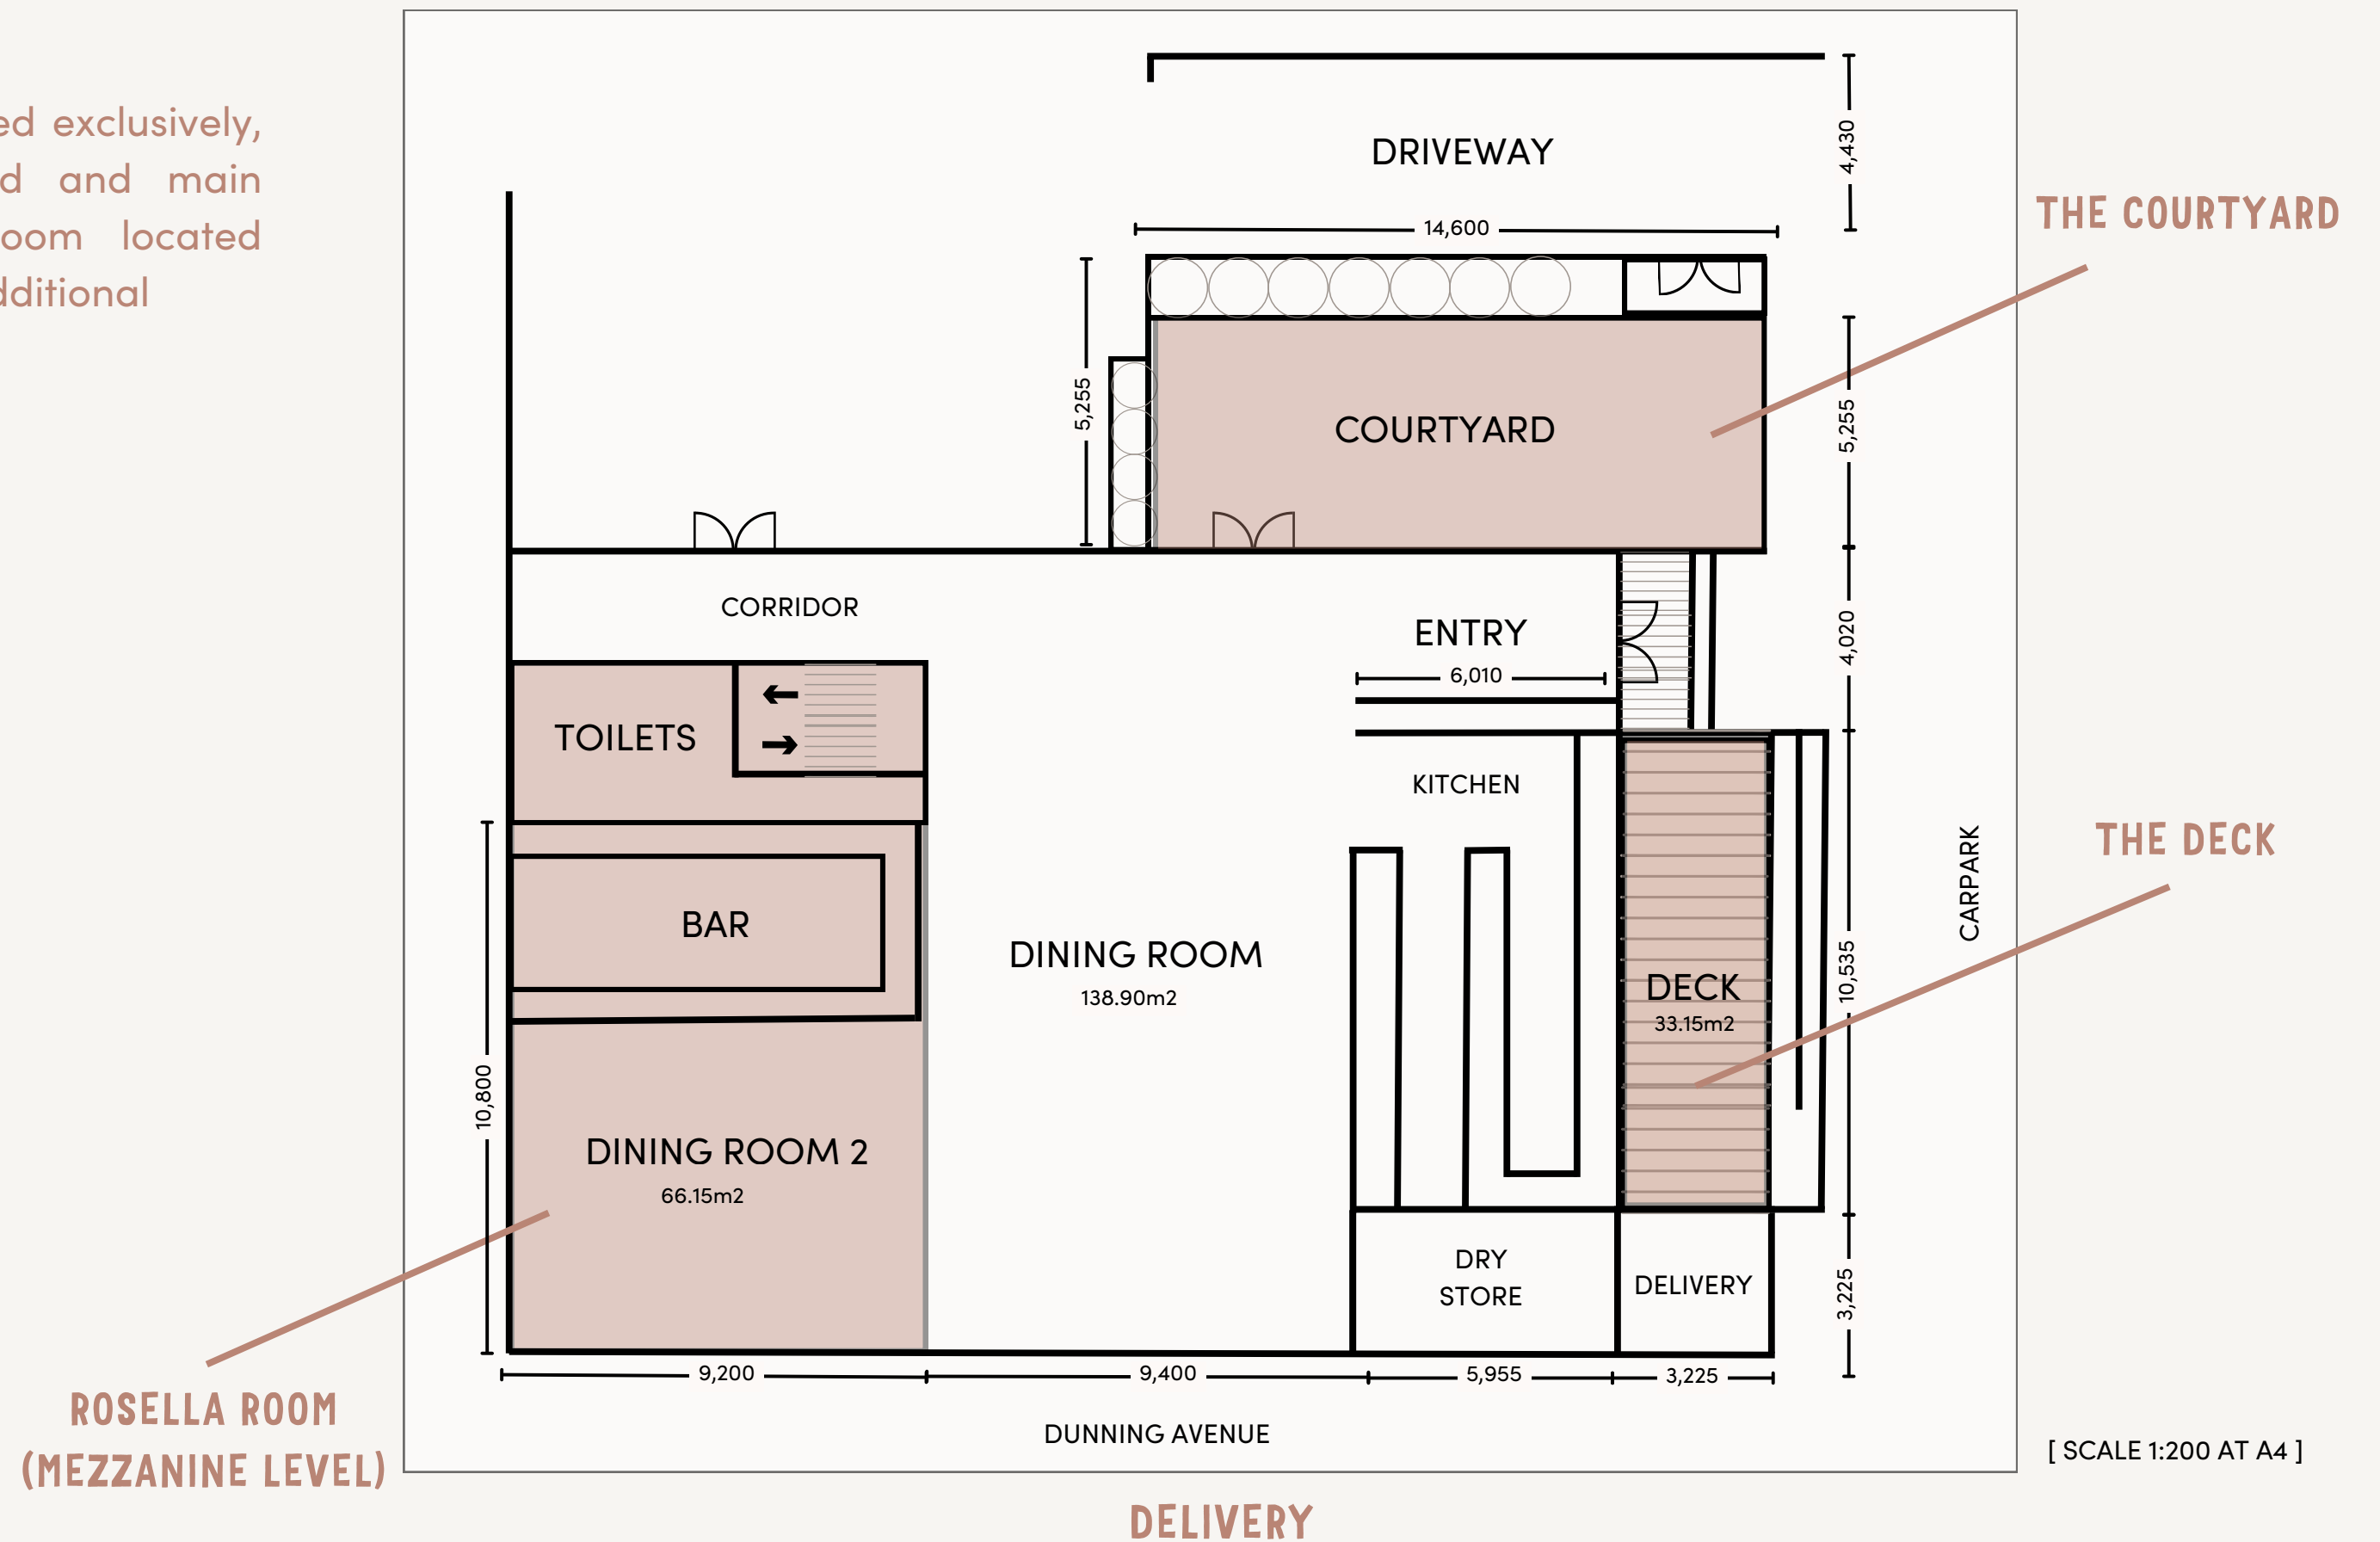 ed exclusively,
d and main
oom located
dditional
DRIVEWAY
4,430
14,600
THE COURTYARD
5,255
COURTYARD
5,255
CORRIDOR
ENTRY
6,010
4,020
TOILETS
KITCHEN
THE DECK
CARPARK
BAR
DINING ROOM
138.90m2
DECK
33.15m2
10,535
10,800
DINING ROOM 2
66.15m2
DRY
STORE
DELIVERY
3,225
9,200
9,400
5,955
3,225
ROSELLA ROOM
(MEZZANINE LEVEL)
DUNNING AVENUE
[ SCALE 1:200 AT A4 ]
DELIVERY